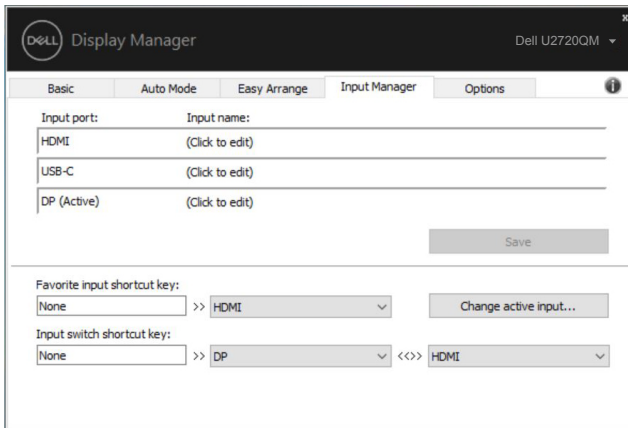 x
DELL Display Manager Dell U2720QM
Basic Auto Mode Easy Arrange Input Manager Options i
Input port: Input name:
HDMI (Click to edit)
USB-C (Click to edit)
DP (Active) (Click to edit)
Save
Favorite input shortcut key:
None >> HDMI Change active input...
Input switch shortcut key:
None >> DP <<>> HDMI